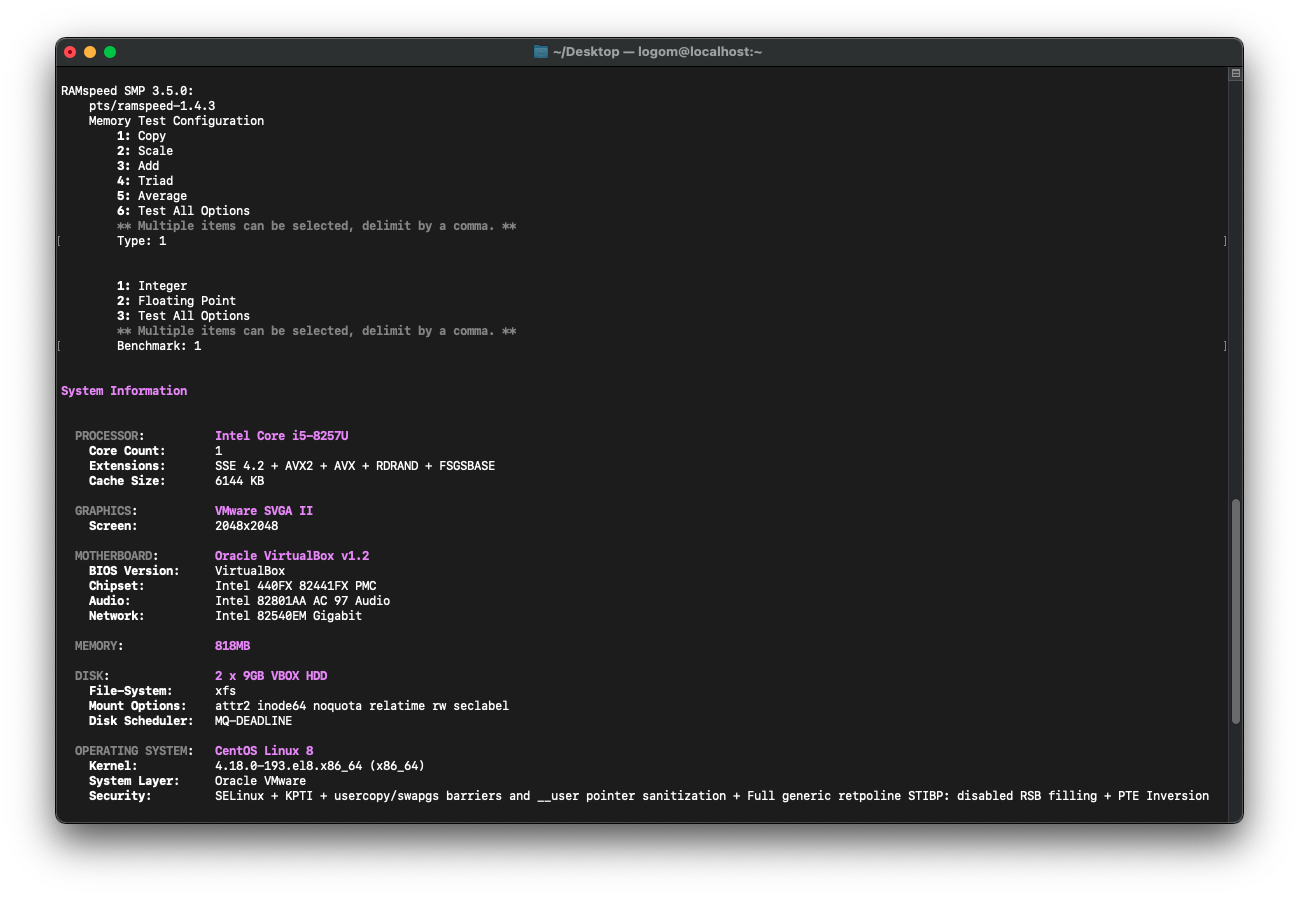 ~/Desktop — logom@localhost:~
RAMspeed SMP 3.5.0:
pts/ramspeed-1.4.3
Memory Test Configuration
1: Copy
2: Scale
3: Add
4: Triad
5: Average
6: Test All Options
** Multiple items can be selected, delimit by a comma. **
[ Type: 1 ]
1: Integer
2: Floating Point
3: Test All Options
** Multiple items can be selected, delimit by a comma. **
[ Benchmark: 1 ]
System Information
PROCESSOR: Intel Core i5-8257U
Core Count: 1
Extensions: SSE 4.2 + AVX2 + AVX + RDRAND + FSGSBASE
Cache Size: 6144 KB
GRAPHICS: VMware SVGA II
Screen: 2048x2048
MOTHERBOARD: Oracle VirtualBox v1.2
BIOS Version: VirtualBox
Chipset: Intel 440FX 82441FX PMC
Audio: Intel 82801AA AC 97 Audio
Network: Intel 82540EM Gigabit
MEMORY: 818MB
DISK: 2 x 9GB VBOX HDD
File-System: xfs
Mount Options: attr2 inode64 noquota relatime rw seclabel
Disk Scheduler: MQ-DEADLINE
OPERATING SYSTEM: CentOS Linux 8
Kernel: 4.18.0-193.el8.x86_64 (x86_64)
System Layer: Oracle VMware
Security: SELinux + KPTI + usercopy/swapgs barriers and __user pointer sanitization + Full generic retpoline STIBP: disabled RSB filling + PTE Inversion